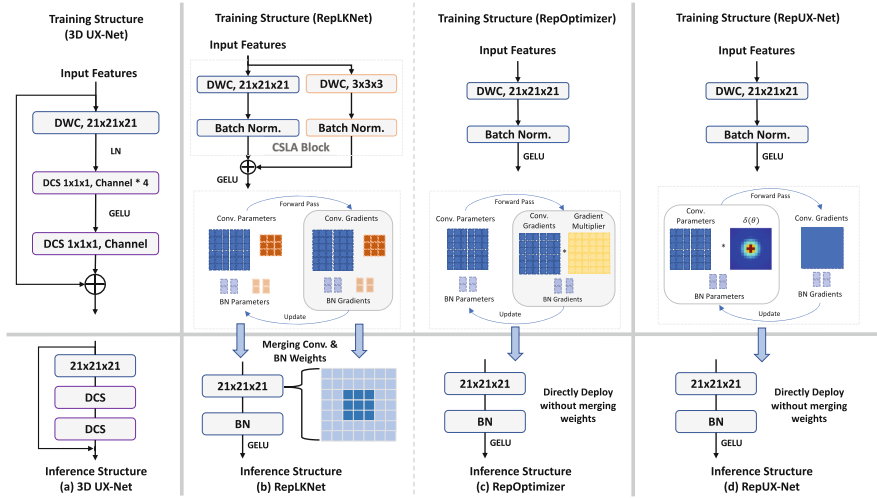 Training Structure
(3D UX-Net)
Input Features
DWC, 21x21x21
LN
DCS 1x1x1, Channel * 4
GELU
DCS 1x1x1, Channel
21x21x21
DCS
DCS
Inference Structure
(a) 3D UX-Net
Training Structure (RepLKNet)
Input Features
DWC, 21x21x21
DWC, 3x3x3
Batch Norm.
Batch Norm.
CSLA Block
GELU
Forward Pass
Conv. Parameters
Conv. Gradients
BN Parameters
BN Gradients
Update
Merging Conv. &
BN Weights
21x21x21
BN
GELU
Inference Structure
(b) RepLKNet
Training Structure (RepOptimizer)
Input Features
DWC, 21x21x21
Batch Norm.
GELU
Forward Pass
Conv. Parameters
Conv.
Gradients
Gradient
Multiplier
*
BN Parameters
BN Gradients
Update
21x21x21
BN
GELU
Directly Deploy
without merging
weights
Inference Structure
(c) RepOptimizer
Training Structure (RepUX-Net)
Input Features
DWC, 21x21x21
Batch Norm.
GELU
Forward Pass
Conv.
Parameters
δ(θ)
Conv. Gradients
*
BN Parameters
BN Gradients
Update
21x21x21
BN
GELU
Directly Deploy
without merging
weights
Inference Structure
(d) RepUX-Net